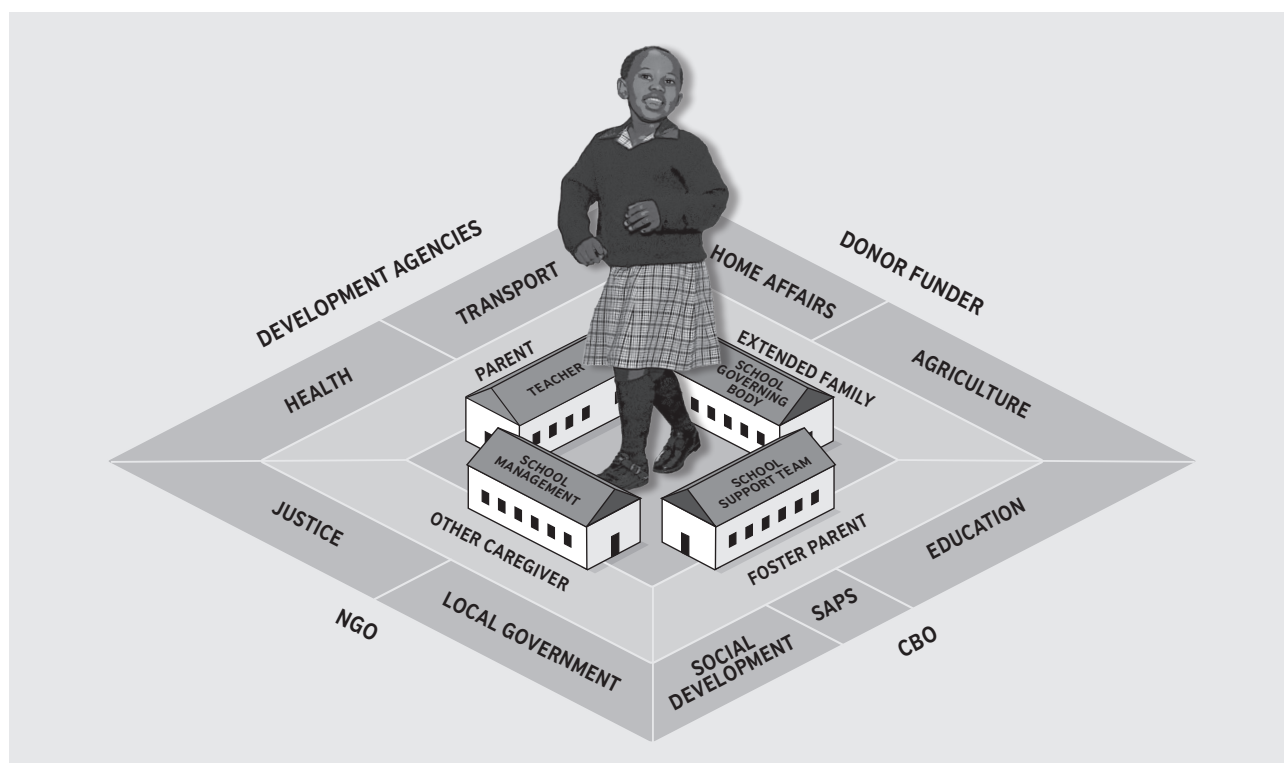 DEVELOPMENT AGENCIES
DONOR FUNDER
TRANSPORT
HOME AFFAIRS
HEALTH
AGRICULTURE
PARENT
EXTENDED FAMILY
TEACHER
SCHOOL
GOVERNING
BODY
SCHOOL
MANAGEMENT
SCHOOL
SUPPORT TEAM
OTHER CAREGIVER
FOSTER PARENT
JUSTICE
EDUCATION
LOCAL GOVERNMENT
SAPS
SOCIAL
DEVELOPMENT
NGO
CBO